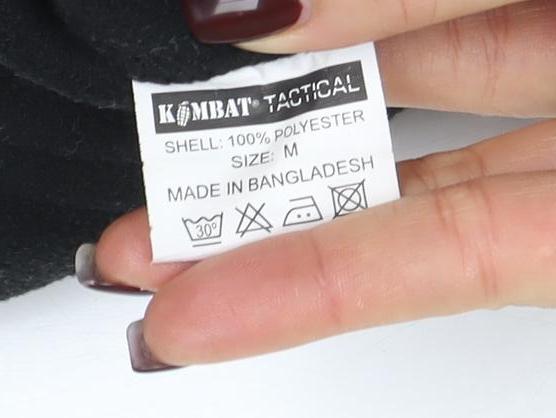 KOMBAT® TACTICAL
SHELL: 100% POLYESTER
SIZE: M
MADE IN BANGLADESH
30°